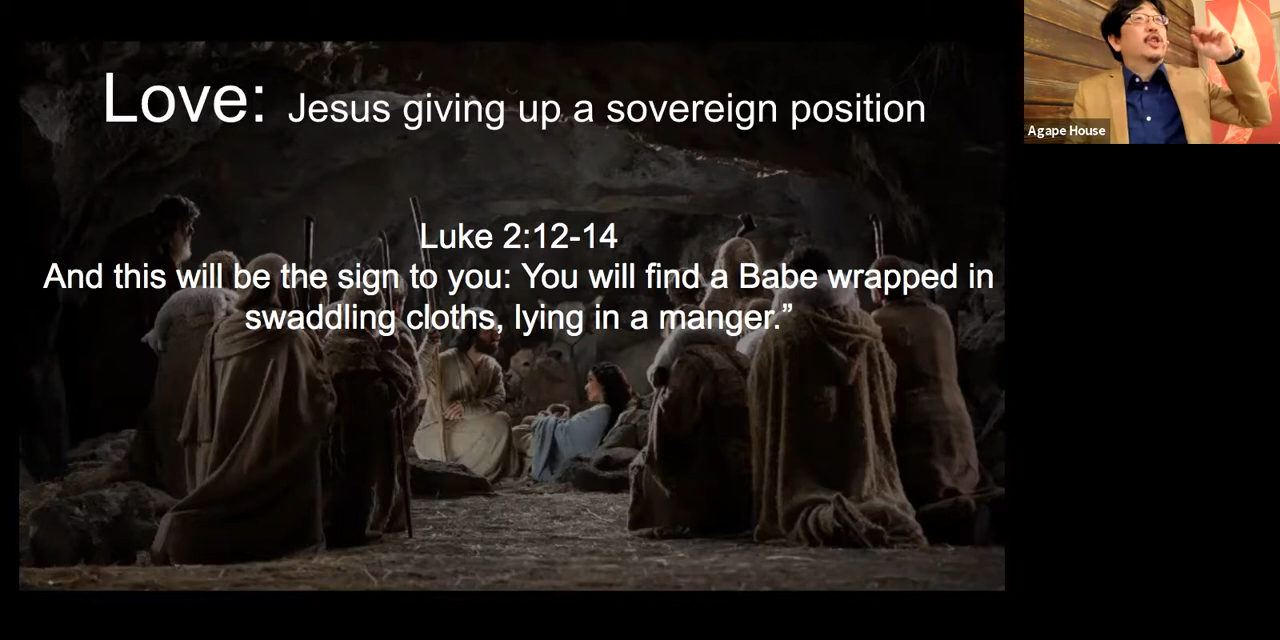 Love: Jesus giving up a sovereign position
Luke 2:12-14
And this will be the sign to you: You will find a Babe wrapped in
swaddling cloths, lying in a manger.”
Agape House